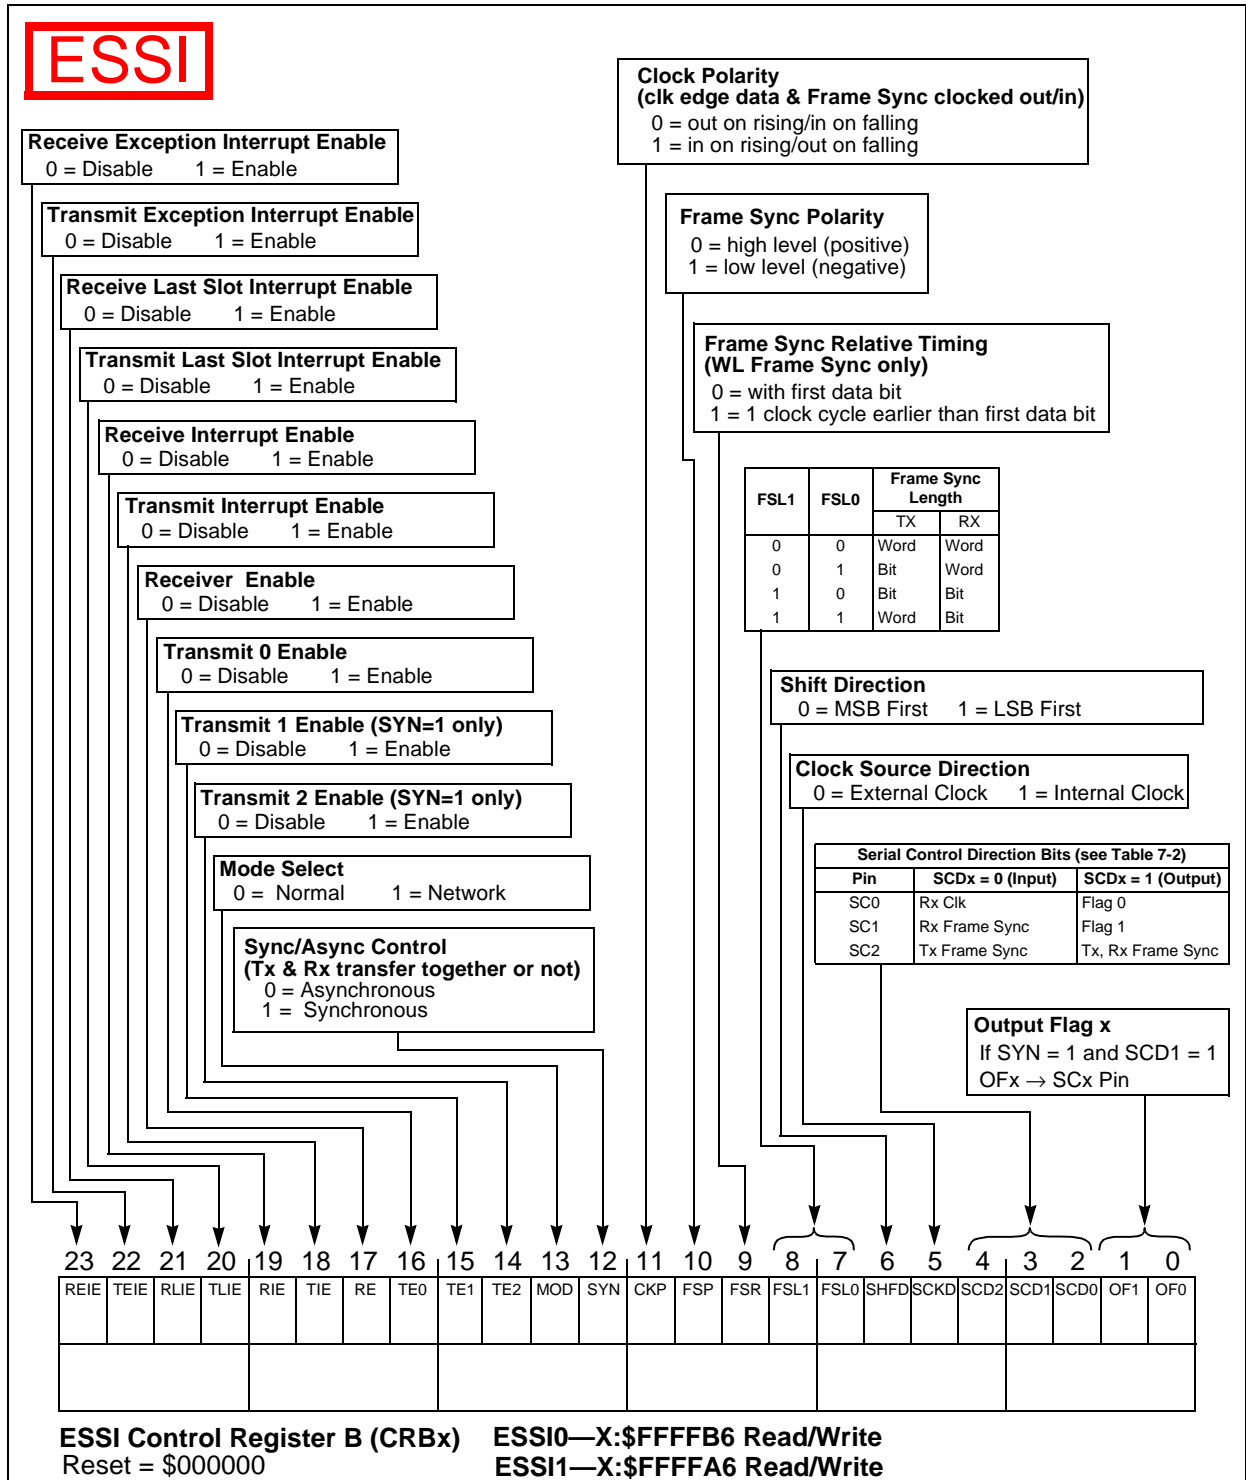 ESSI
Receive Exception Interrupt Enable
0 = Disable 1 = Enable
Transmit Exception Interrupt Enable
0 = Disable 1 = Enable
Receive Last Slot Interrupt Enable
0 = Disable 1 = Enable
Transmit Last Slot Interrupt Enable
0 = Disable 1 = Enable
Receive Interrupt Enable
0 = Disable 1 = Enable
Transmit Interrupt Enable
0 = Disable 1 = Enable
Receiver Enable
0 = Disable 1 = Enable
Transmit 0 Enable
0 = Disable 1 = Enable
Transmit 1 Enable (SYN=1 only)
0 = Disable 1 = Enable
Transmit 2 Enable (SYN=1 only)
0 = Disable 1 = Enable
Mode Select
0 = Normal 1 = Network
Sync/Async Control
(Tx & Rx transfer together or not)
0 = Asynchronous
1 = Synchronous
Clock Polarity
(clk edge data & Frame Sync clocked out/in)
0 = out on rising/in on falling
1 = in on rising/out on falling
Frame Sync Polarity
0 = high level (positive)
1 = low level (negative)
Frame Sync Relative Timing
(WL Frame Sync only)
0 = with first data bit
1 = 1 clock cycle earlier than first data bit
FSL1 FSL0 Frame Sync Length
TX RX
0 0 Word Word
0 1 Bit Word
1 0 Bit Bit
1 1 Word Bit
Shift Direction
0 = MSB First 1 = LSB First
Clock Source Direction
0 = External Clock 1 = Internal Clock
Serial Control Direction Bits (see Table 7-2)
Pin SCDx = 0 (Input) SCDx = 1 (Output)
SC0 Rx Clk Flag 0
SC1 Rx Frame Sync Flag 1
SC2 Tx Frame Sync Tx, Rx Frame Sync
Output Flag x
If SYN = 1 and SCD1 = 1
OFx → SCx Pin
23 22 21 20 19 18 17 16 15 14 13 12 11 10 9 8 7 6 5 4 3 2 1 0
REIE TEIE RLIE TLIE RIE TIE RE TE0 TE1 TE2 MOD SYN CKP FSP FSR FSL1 FSL0 SHFD SCKD SCD2 SCD1 SCD0 OF1 OF0
ESSI Control Register B (CRBx) ESSI0—X:$FFFFB6 Read/Write
Reset = $000000 ESSI1—X:$FFFFA6 Read/Write